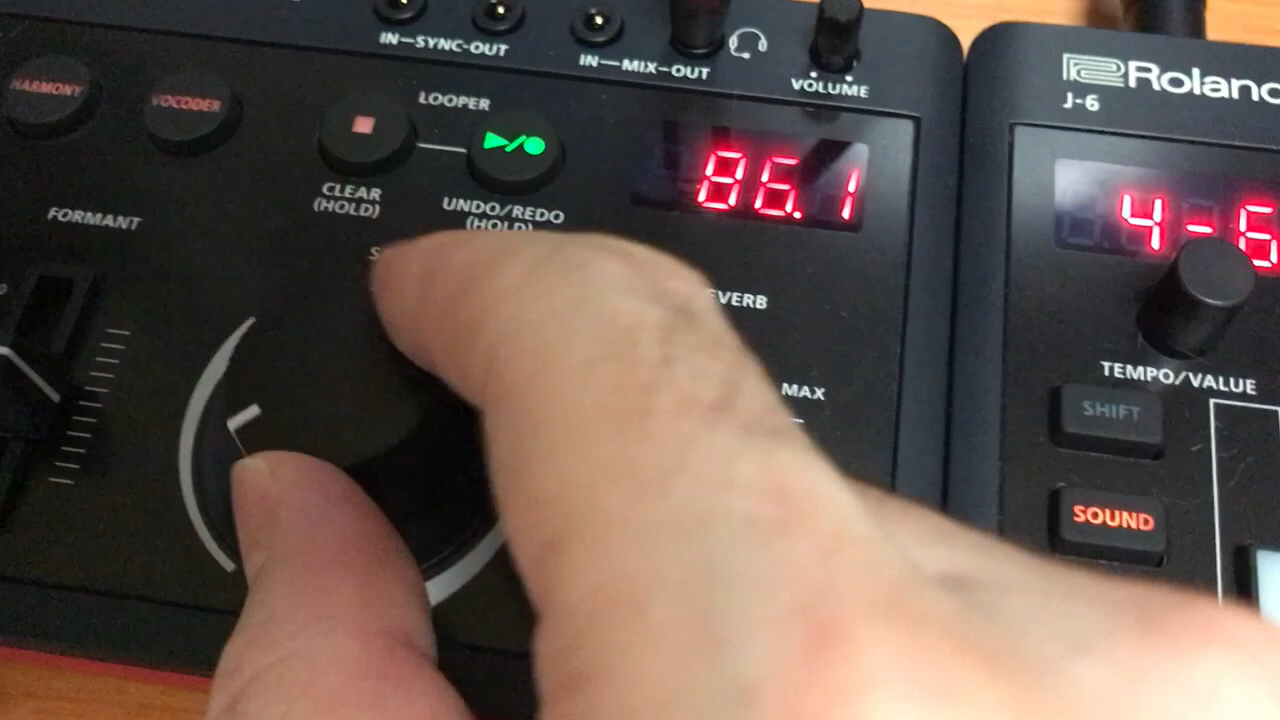 IN-SYNC-OUT
IN-MIX-OUT
VOLUME
HARMONY
VOCODER
LOOPER
CLEAR
(HOLD)
UNDO/REDO
(HOLD)
86.1
FORMANT
MAX
Roland
J-6
4-6
TEMPO/VALUE
SHIFT
SOUND